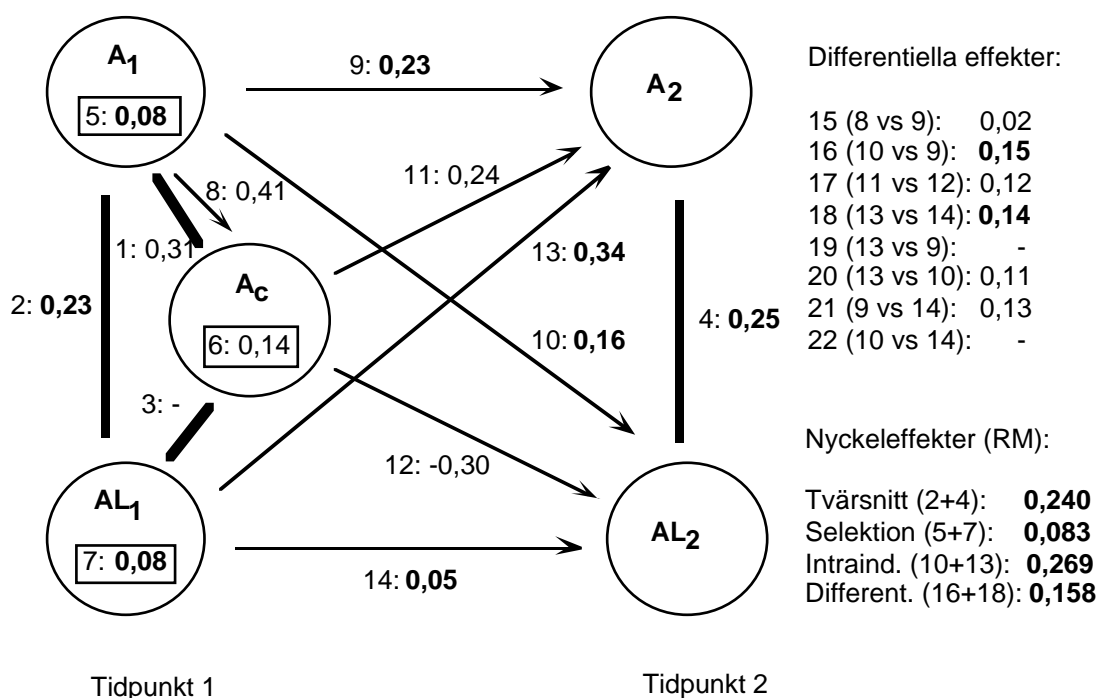 A1
5: 0,08
9: 0,23
A2
8: 0,41
11: 0,24
1: 0,31
Ac
6: 0,14
13: 0,34
2: 0,23
10: 0,16
4: 0,25
3: -
12: -0,30
AL1
7: 0,08
14: 0,05
AL2
Tidpunkt 1
Tidpunkt 2
Differentiella effekter:
15 (8 vs 9): 0,02
16 (10 vs 9): 0,15
17 (11 vs 12): 0,12
18 (13 vs 14): 0,14
19 (13 vs 9): -
20 (13 vs 10): 0,11
21 (9 vs 14): 0,13
22 (10 vs 14): -
Nyckeleffekter (RM):
Tvärsnitt (2+4): 0,240
Selektion (5+7): 0,083
Intraind. (10+13): 0,269
Different. (16+18): 0,158